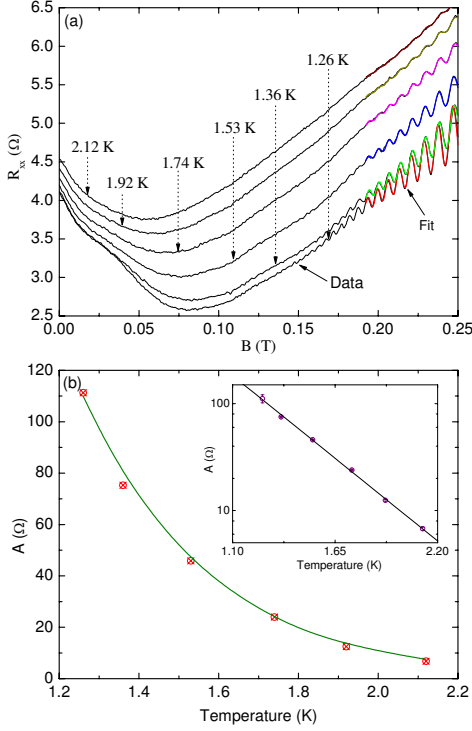 (a)
6.5
6.0
5.5
5.0
4.5
4.0
3.5
3.0
2.5
R_xx (Ω)
2.12 K
1.92 K
1.74 K
1.53 K
1.36 K
1.26 K
Fit
Data
0.00 0.05 0.10 0.15 0.20 0.25
B (T)
(b)
120
100
80
60
40
20
0
A (Ω)
100
10
A (Ω)
1.10 1.65 2.20
Temperature (K)
1.2 1.4 1.6 1.8 2.0 2.2
Temperature (K)